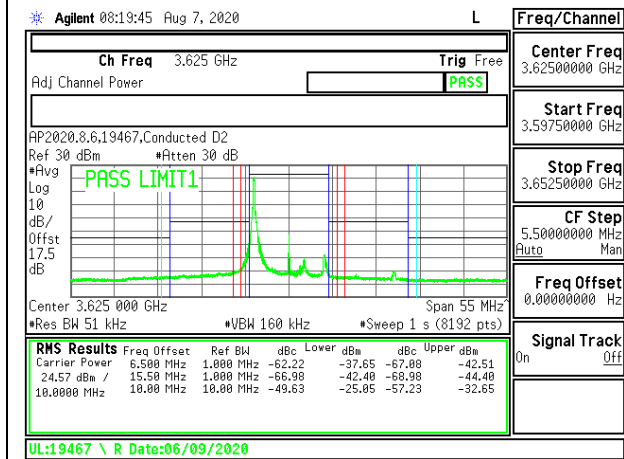 Agilent 08:19:45 Aug 7, 2020 L
Freq/Channel
Ch Freq 3.625 GHz Trig Free
Adj Channel Power PASS
Center Freq
3.62500000 GHz
Start Freq
3.59750000 GHz
AP2020.8.6,19467,Conducted D2
Ref 30 dBm #Atten 30 dB
#Avg
Log
10
dB/
Offst
17.5
dB
PASS LIMIT1
Stop Freq
3.65250000 GHz
CF Step
5.50000000 MHz
Auto Man
Freq Offset
0.00000000 Hz
Center 3.625 000 GHz Span 55 MHz^
#Res BW 51 kHz #VBW 160 kHz #Sweep 1 s (8192 pts)
Signal Track
On Off
RMS Results Freq Offset Ref BW dBc Lower dBm dBc Upper dBm
Carrier Power 6.500 MHz 1.000 MHz -62.22 -37.65 -67.08 -42.51
24.57 dBm / 15.50 MHz 1.000 MHz -66.98 -42.40 -68.98 -44.40
10.0000 MHz 10.00 MHz 10.00 MHz -49.63 -25.05 -57.23 -32.65
UL:19467 \ R Date:06/09/2020